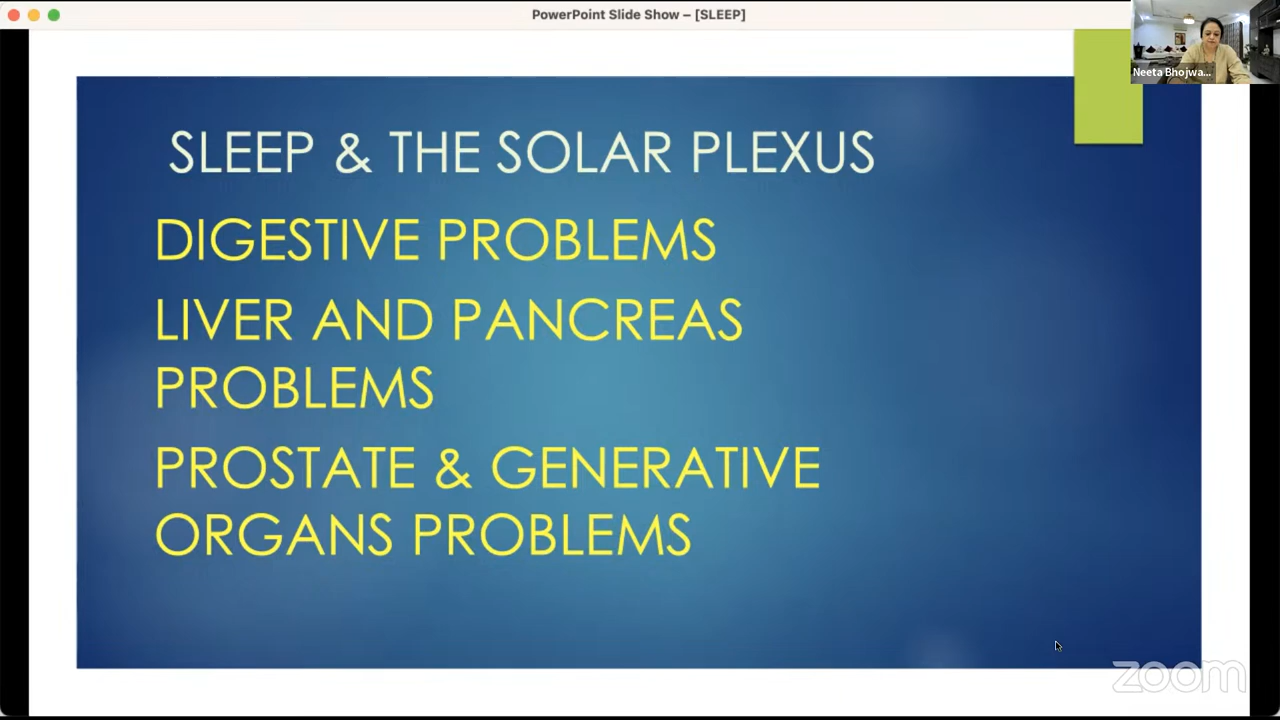 PowerPoint Slide Show – [SLEEP]
Neeta Bhojwa...
SLEEP & THE SOLAR PLEXUS
DIGESTIVE PROBLEMS
LIVER AND PANCREAS
PROBLEMS
PROSTATE & GENERATIVE
ORGANS PROBLEMS
zoom